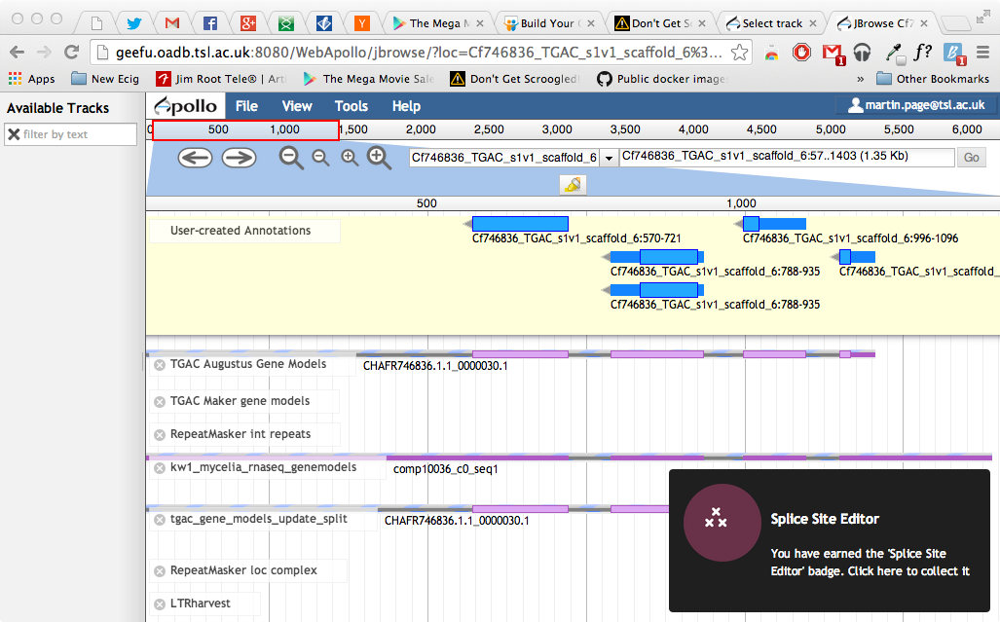 The Mega M
Build Your
Don't Get S
Select track
JBrowse Cf7
geefu.oadb.tsl.ac.uk:8080/WebApollo/jbrowse/?loc=Cf746836_TGAC_s1v1_scaffold_6%3...
Apps
New Ecig
Jim Root Tele® | Arti
The Mega Movie Sale
Don't Get Scroogled!
Public docker image
»
Other Bookmarks
Available Tracks
filter by text
Apollo
File
View
Tools
Help
martin.page@tsl.ac.uk
0 500 1,000 1,500 2,000 2,500 3,000 3,500 4,000 4,500 5,000 5,500 6,000
Cf746836_TGAC_s1v1_scaffold_6
Cf746836_TGAC_s1v1_scaffold_6:57..1403 (1.35 Kb)
Go
500 1,000
User-created Annotations
Cf746836_TGAC_s1v1_scaffold_6:570-721
Cf746836_TGAC_s1v1_scaffold_6:996-1096
Cf746836_TGAC_s1v1_scaffold_6:788-935
Cf746836_TGAC_s1v1_scaffold_
Cf746836_TGAC_s1v1_scaffold_6:788-935
TGAC Augustus Gene Models
CHAFR746836.1.1_0000030.1
TGAC Maker gene models
RepeatMasker int repeats
kw1_mycelia_rnaseq_genemodels
comp10036_c0_seq1
tgac_gene_models_update_split
CHAFR746836.1.1_0000030.1
RepeatMasker loc complex
LTRharvest
Splice Site Editor
You have earned the 'Splice Site
Editor' badge. Click here to collect it